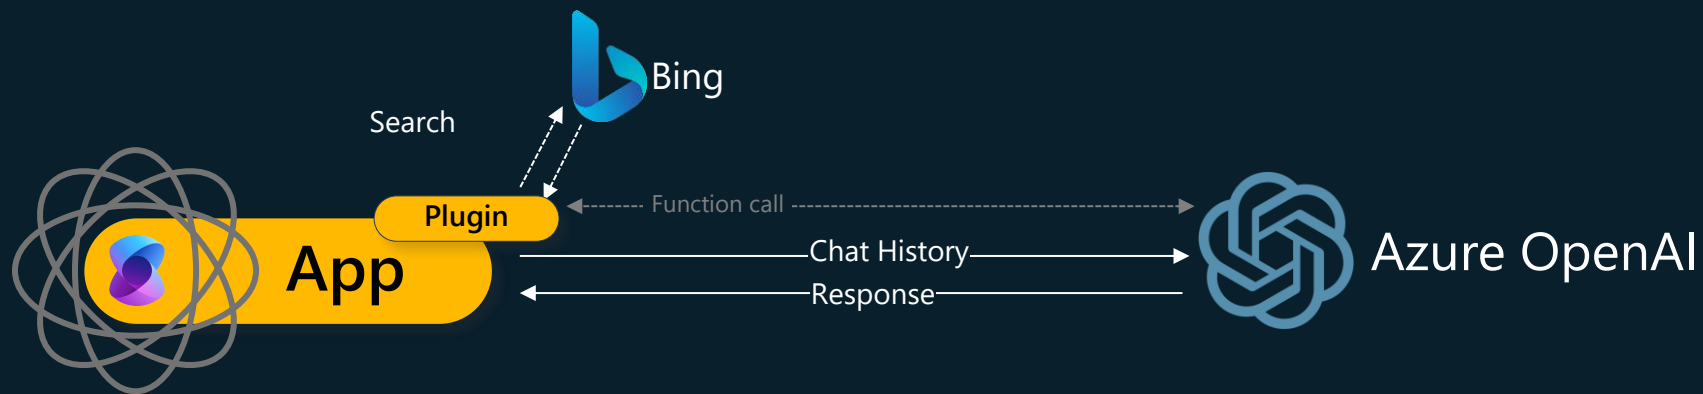 Bing
Search
Plugin
Function call
App
Chat History
Response
Azure OpenAI